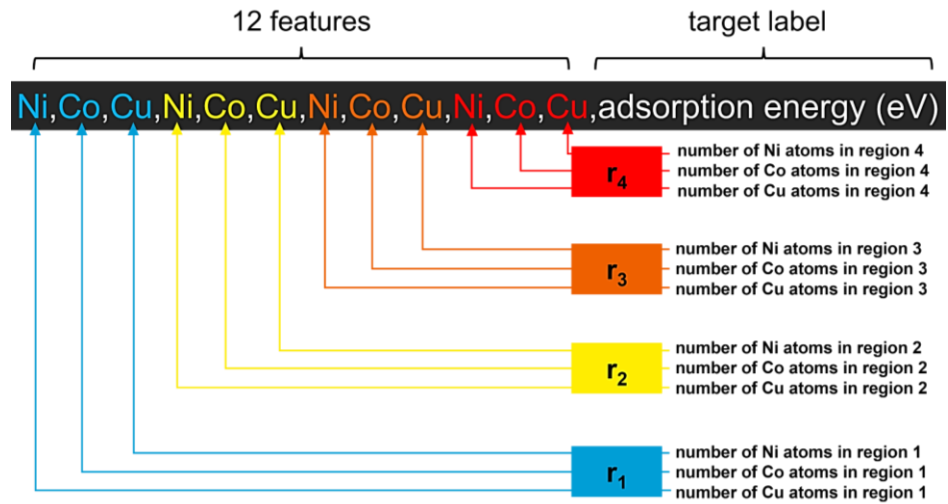 12 features
target label
Ni,Co,Cu,Ni,Co,Cu,Ni,Co,Cu,Ni,Co,Cu,adsorption energy (eV)
r4
number of Ni atoms in region 4
number of Co atoms in region 4
number of Cu atoms in region 4
r3
number of Ni atoms in region 3
number of Co atoms in region 3
number of Cu atoms in region 3
r2
number of Ni atoms in region 2
number of Co atoms in region 2
number of Cu atoms in region 2
r1
number of Ni atoms in region 1
number of Co atoms in region 1
number of Cu atoms in region 1